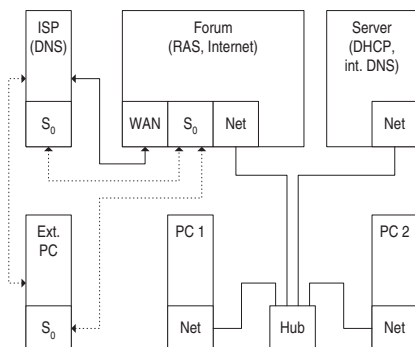 ISP
(DNS)
S0
Forum
(RAS, Internet)
WAN
S0
Net
Server
(DHCP,
int. DNS)
Net
Ext.
PC
S0
PC 1
Net
Hub
PC 2
Net